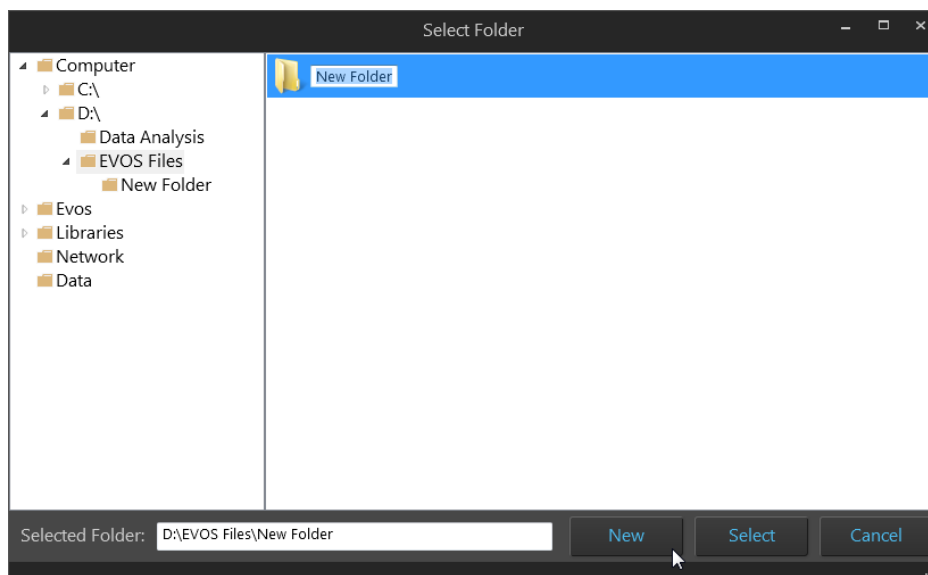 Select Folder
Computer
C:\
D:\
Data Analysis
EVOS Files
New Folder
Evos
Libraries
Network
Data
New Folder
Selected Folder: D:\EVOS Files\New Folder New Select Cancel